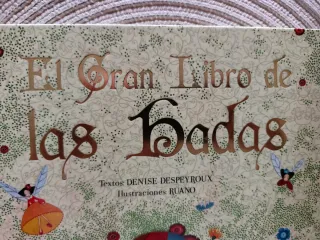 El Gran Libro de
las Hadas
Textos DENISE DESPEYROUX
Ilustraciones RUANO